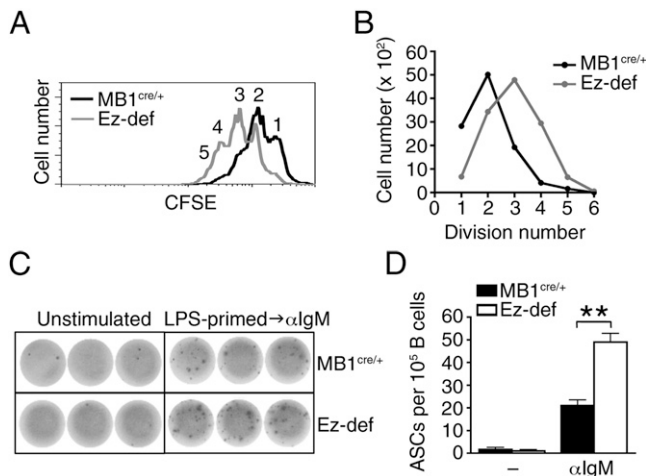 A
MB1cre/+
Ez-def
Cell number
5 4 3 2 1
CFSE
B
Cell number (x 10²)
60
50
40
30
20
10
0
0 1 2 3 4 5 6
Division number
MB1cre/+
Ez-def
C
Unstimulated LPS-primed→αIgM
MB1cre/+
Ez-def
D
MB1cre/+
Ez-def
ASCs per 10⁵ B cells
60
50
40
30
20
10
0
**
– αIgM